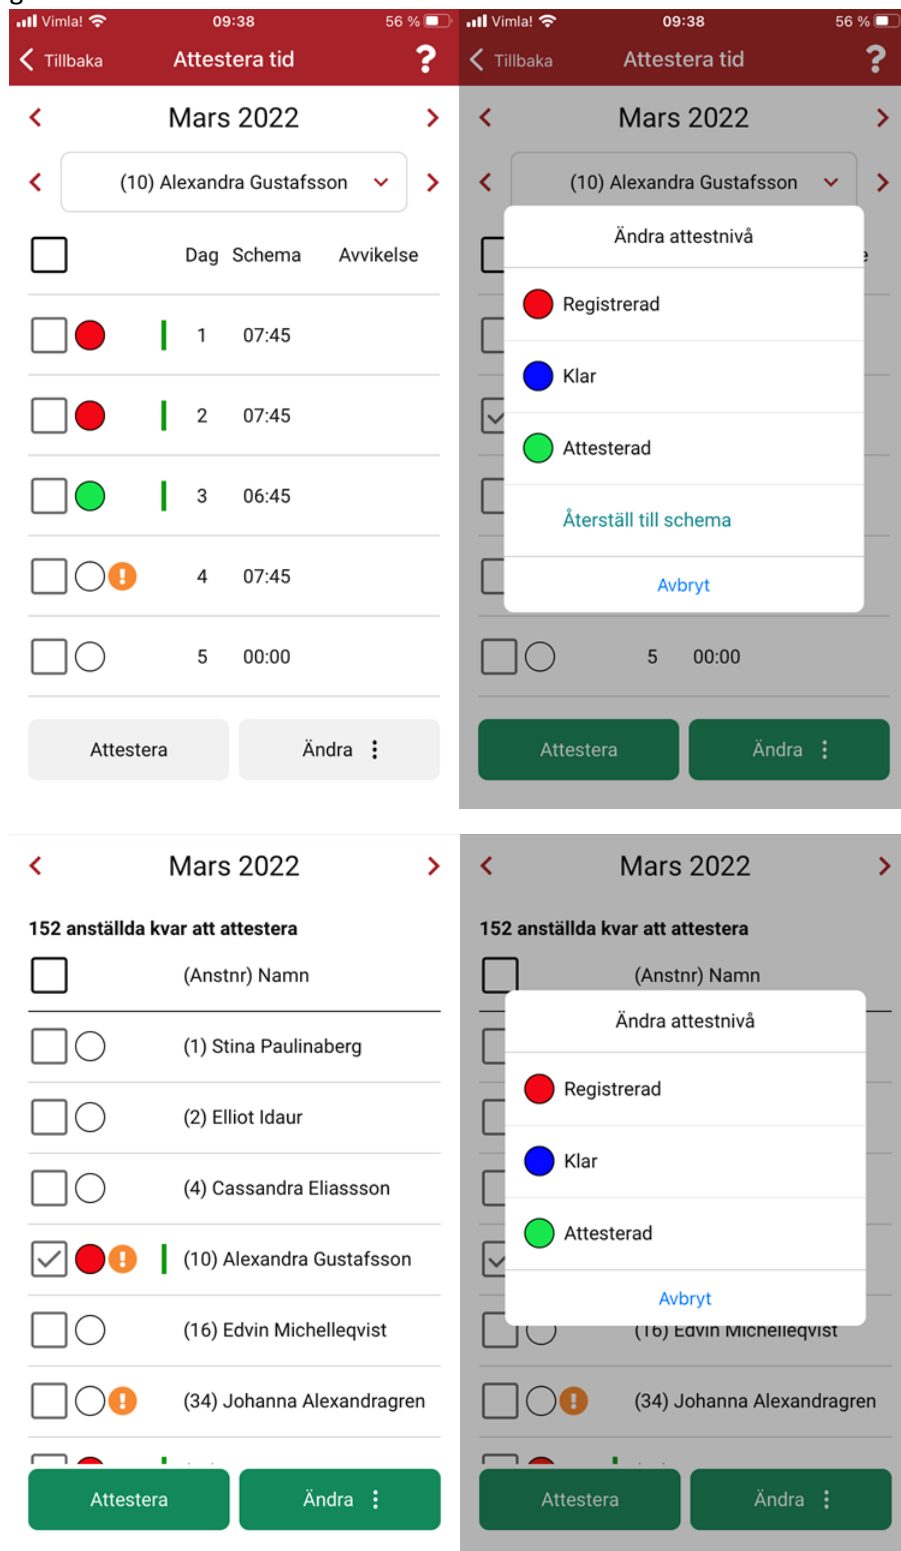 Vimla! 09:38 56 %
Tillbaka Attestera tid ?
Mars 2022
(10) Alexandra Gustafsson
Dag Schema Avvikelse
1 07:45
2 07:45
3 06:45
4 07:45
5 00:00
Attestera Ändra
Vimla! 09:38 56 %
Tillbaka Attestera tid ?
Mars 2022
(10) Alexandra Gustafsson
Ändra attestnivå
Registrerad
Klar
Attesterad
Återställ till schema
Avbryt
5 00:00
Attestera Ändra
Mars 2022
152 anställda kvar att attestera
(Anstnr) Namn
(1) Stina Paulinaberg
(2) Elliot Idaur
(4) Cassandra Eliassson
(10) Alexandra Gustafsson
(16) Edvin Michelleqvist
(34) Johanna Alexandragren
Attestera Ändra
Mars 2022
152 anställda kvar att attestera
(Anstnr) Namn
Ändra attestnivå
Registrerad
Klar
Attesterad
Avbryt
(16) Edvin Michelleqvist
(34) Johanna Alexandragren
Attestera Ändra